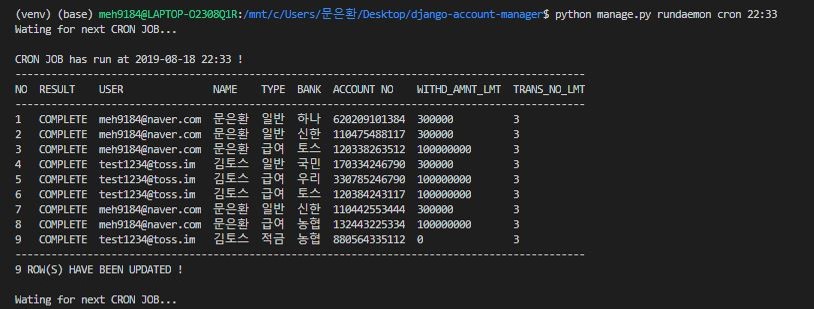 (venv) (base) meh9184@LAPTOP-O2308Q1R:/mnt/c/Users/문은환/Desktop/django-account-manager$ python manage.py rundaemon cron 22:33
Wating for next CRON JOB...
CRON JOB has run at 2019-08-18 22:33 !
-----------------------------------------------------------------------------------------------
NO RESULT USER NAME TYPE BANK ACCOUNT NO WITHD_AMNT_LMT TRANS_NO_LMT
-----------------------------------------------------------------------------------------------
1 COMPLETE meh9184@naver.com 문은환 일반 하나 620209101384 300000 3
2 COMPLETE meh9184@naver.com 문은환 일반 신한 110475488117 300000 3
3 COMPLETE meh9184@naver.com 문은환 급여 토스 120338263512 100000000 3
4 COMPLETE test1234@toss.im 김토스 일반 국민 170334246790 300000 3
5 COMPLETE test1234@toss.im 김토스 급여 우리 330785246790 100000000 3
6 COMPLETE test1234@toss.im 김토스 급여 토스 120384243117 100000000 3
7 COMPLETE meh9184@naver.com 문은환 일반 신한 110442553444 300000 3
8 COMPLETE meh9184@naver.com 문은환 급여 농협 132443225334 100000000 3
9 COMPLETE test1234@toss.im 김토스 적금 농협 880564335112 0 3
-----------------------------------------------------------------------------------------------
9 ROW(S) HAVE BEEN UPDATED !
Wating for next CRON JOB...